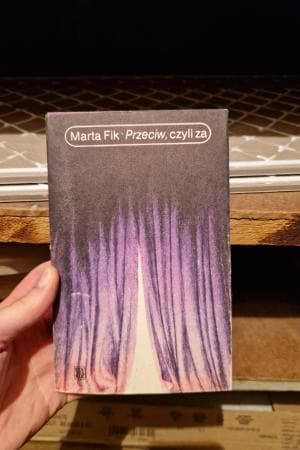 Marta Fik · Przeciw, czyli za